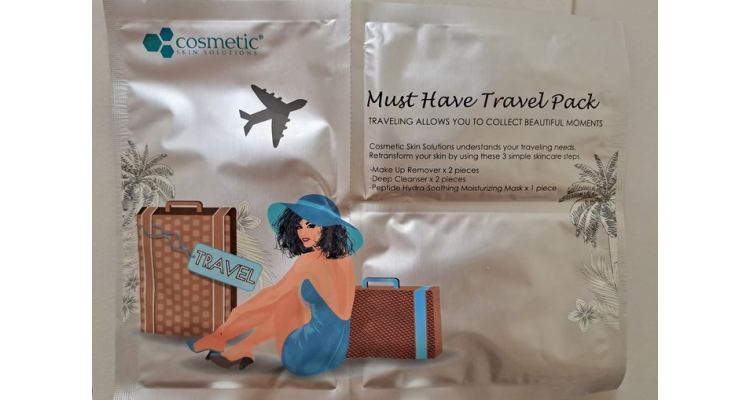 cosmetic®
SKIN SOLUTIONS
Must Have Travel Pack
TRAVELING ALLOWS YOU TO COLLECT BEAUTIFUL MOMENTS
Cosmetic Skin Solutions understands your traveling needs.
Retransform your skin by using these 3 simple skincare steps.
-Make Up Remover x 2 pieces
-Deep Cleanser x 2 pieces
-Peptide Hydra-Soothing Moisturizing Mask x 1 piece
TRAVEL